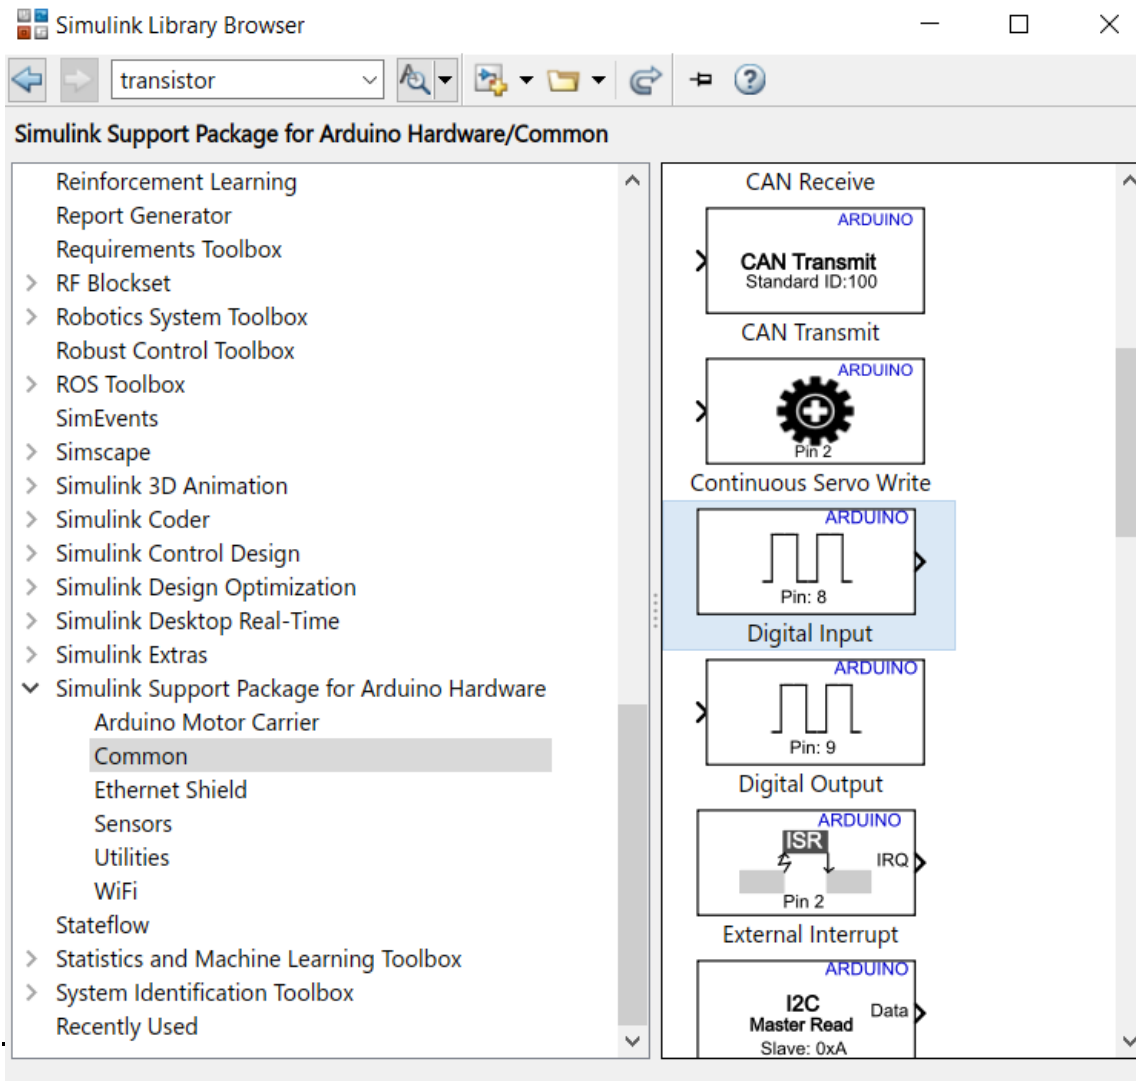 Simulink Library Browser
transistor
Simulink Support Package for Arduino Hardware/Common
Reinforcement Learning
Report Generator
Requirements Toolbox
RF Blockset
Robotics System Toolbox
Robust Control Toolbox
ROS Toolbox
SimEvents
Simscape
Simulink 3D Animation
Simulink Coder
Simulink Control Design
Simulink Design Optimization
Simulink Desktop Real-Time
Simulink Extras
Simulink Support Package for Arduino Hardware
Arduino Motor Carrier
Common
Ethernet Shield
Sensors
Utilities
WiFi
Stateflow
Statistics and Machine Learning Toolbox
System Identification Toolbox
Recently Used
CAN Receive
ARDUINO
CAN Transmit
Standard ID:100
CAN Transmit
ARDUINO
Pin 2
Continuous Servo Write
ARDUINO
Pin: 8
Digital Input
ARDUINO
Pin: 9
Digital Output
ARDUINO
ISR
IRQ
Pin 2
External Interrupt
ARDUINO
I2C
Data
Master Read
Slave: 0xA